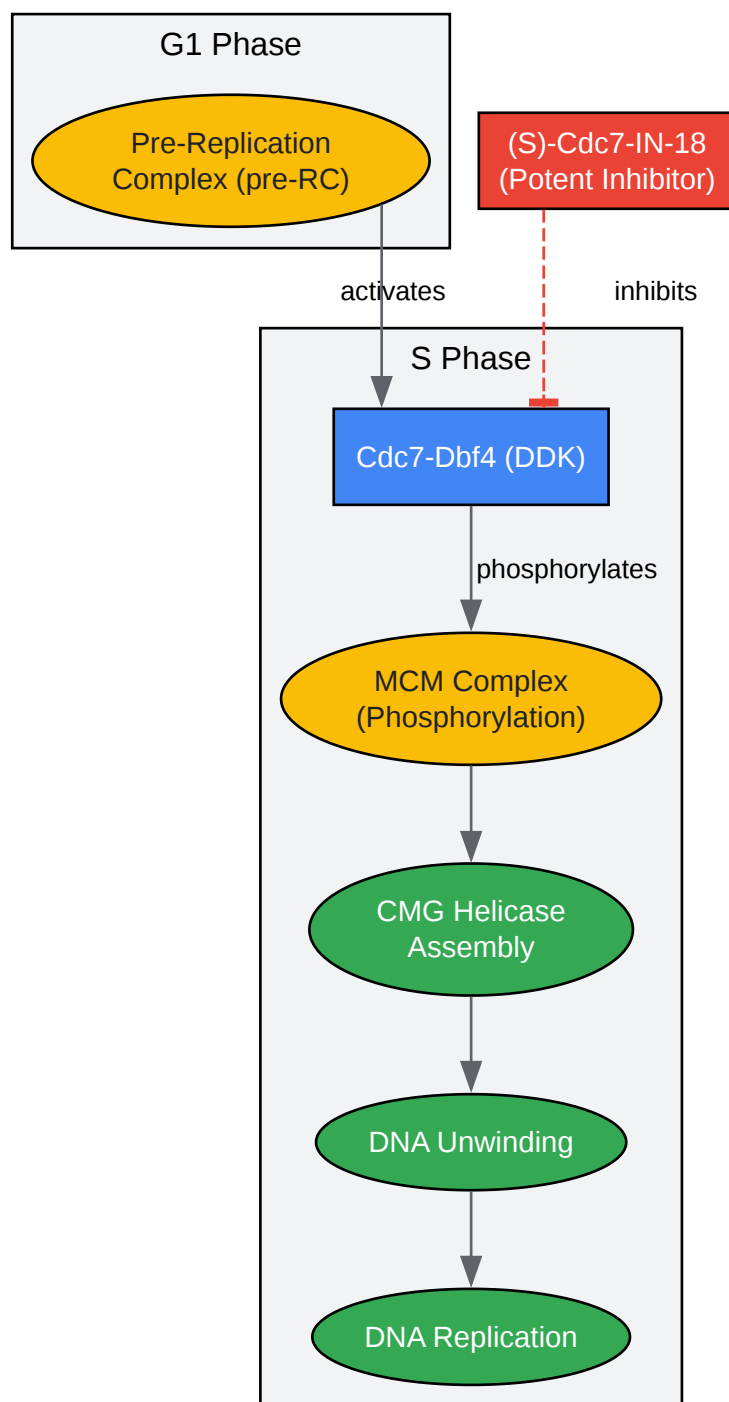 G1 Phase
Pre-Replication
Complex (pre-RC)
(S)-Cdc7-IN-18
(Potent Inhibitor)
activates
inhibits
S Phase
Cdc7-Dbf4 (DDK)
phosphorylates
MCM Complex
(Phosphorylation)
CMG Helicase
Assembly
DNA Unwinding
DNA Replication